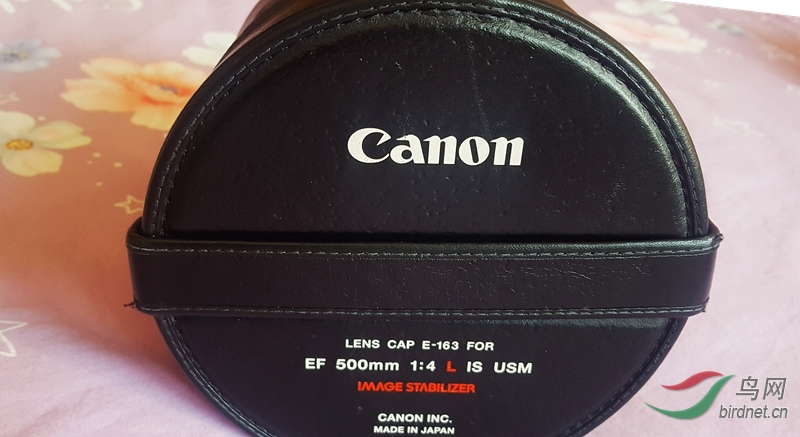 Canon
LENS CAP E-163 FOR
EF 500mm 1:4 L IS USM
IMAGE STABILIZER
CANON INC.
MADE IN JAPAN
鸟网
birdnet.cn